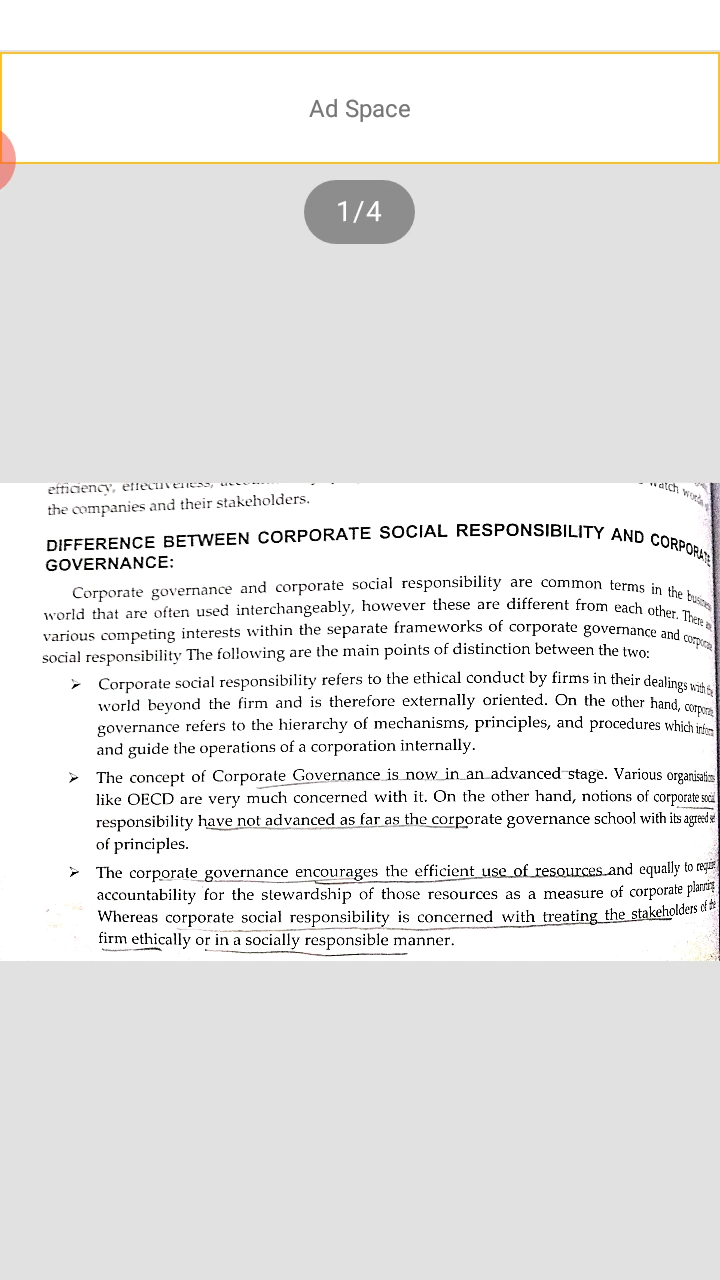 Ad Space
1/4
efficiency, effectiveness,
watch words
the companies and their stakeholders.
DIFFERENCE BETWEEN CORPORATE SOCIAL RESPONSIBILITY AND CORPORATE
GOVERNANCE:
Corporate governance and corporate social responsibility are common terms in the business
world that are often used interchangeably, however these are different from each other. There are
various competing interests within the separate frameworks of corporate governance and corporate
social responsibility The following are the main points of distinction between the two:
➢ Corporate social responsibility refers to the ethical conduct by firms in their dealings with the
world beyond the firm and is therefore externally oriented. On the other hand, corporate
governance refers to the hierarchy of mechanisms, principles, and procedures which inform
and guide the operations of a corporation internally.
➢ The concept of Corporate Governance is now in an advanced stage. Various organisations
like OECD are very much concerned with it. On the other hand, notions of corporate social
responsibility have not advanced as far as the corporate governance school with its agreed set
of principles.
➢ The corporate governance encourages the efficient use of resources and equally to require
accountability for the stewardship of those resources as a measure of corporate planning
Whereas corporate social responsibility is concerned with treating the stakeholders of the
firm ethically or in a socially responsible manner.